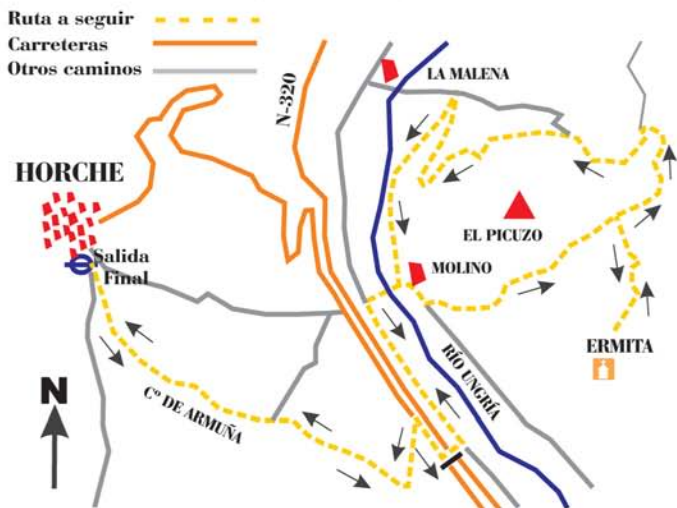 Ruta a seguir
Carreteras
Otros caminos
N-320
LA MALENA
HORCHE
EL PICUZO
Salida
Final
MOLINO
ERMITA
RÍO UNGRÍA
Cº DE ARMUÑA
N